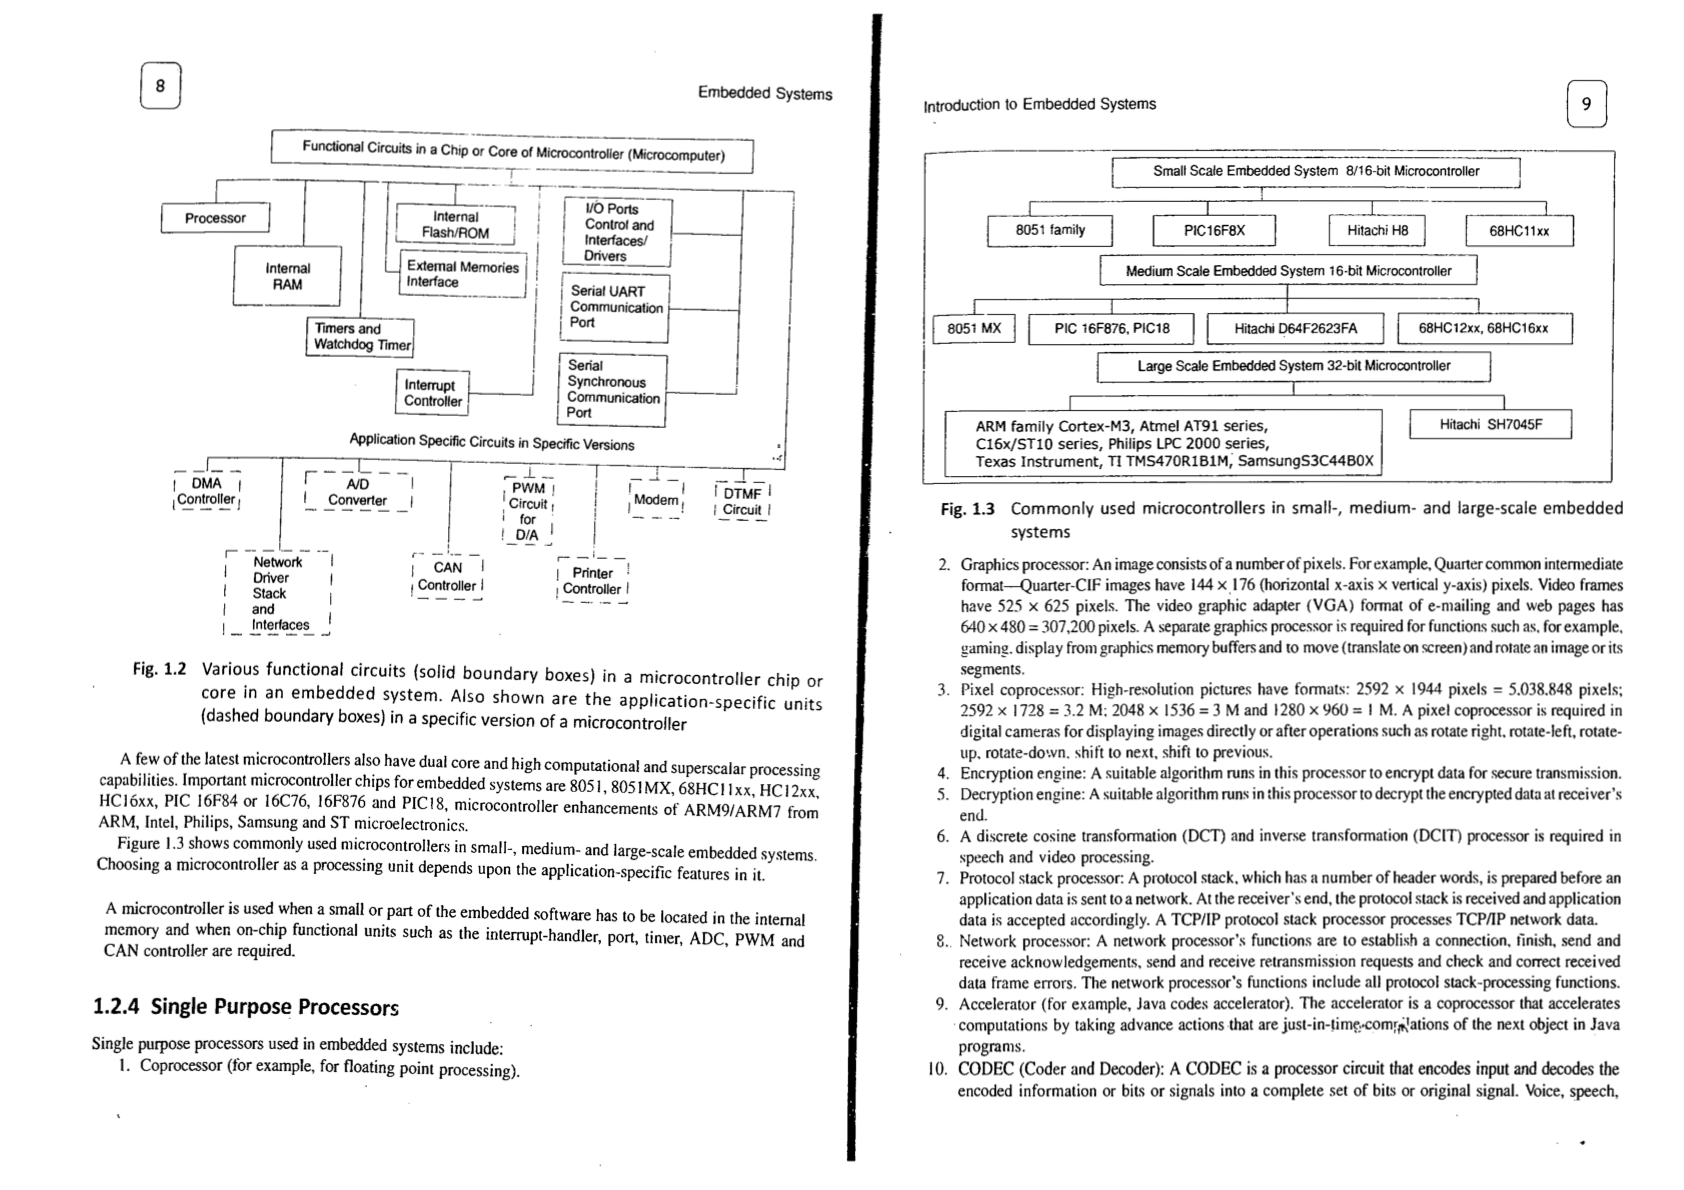 8
Embedded Systems
Functional Circuits in a Chip or Core of Microcontroller (Microcomputer)
Processor
Internal
RAM
Timers and
Watchdog Timer
Internal
Flash/ROM
External Memories
Interface
Interrupt
Controller
I/O Ports
Control and
Interfaces/
Drivers
Serial UART
Communication
Port
Serial
Synchronous
Communication
Port
Application Specific Circuits in Specific Versions
DMA
Controller
Network
Driver
Stack
and
Interfaces
A/D
Converter
CAN
Controller
PWM
Circuit
for
D/A
Printer
Controller
Modem
DTMF
Circuit
Fig. 1.2 Various functional circuits (solid boundary boxes) in a microcontroller chip or
core in an embedded system. Also shown are the application-specific units
(dashed boundary boxes) in a specific version of a microcontroller
A few of the latest microcontrollers also have dual core and high computational and superscalar processing
capabilities. Important microcontroller chips for embedded systems are 8051, 8051MX, 68HC11xx, HC12xx,
HC16xx, PIC 16F84 or 16C76, 16F876 and PIC18, microcontroller enhancements of ARM9/ARM7 from
ARM, Intel, Philips, Samsung and ST microelectronics.
Figure 1.3 shows commonly used microcontrollers in small-, medium- and large-scale embedded systems.
Choosing a microcontroller as a processing unit depends upon the application-specific features in it.
A microcontroller is used when a small or part of the embedded software has to be located in the internal
memory and when on-chip functional units such as the interrupt-handler, port, timer, ADC, PWM and
CAN controller are required.
1.2.4 Single Purpose Processors
Single purpose processors used in embedded systems include:
1. Coprocessor (for example, for floating point processing).
Introduction to Embedded Systems
9
Small Scale Embedded System 8/16-bit Microcontroller
8051 family
PIC16F8X
Hitachi H8
68HC11xx
Medium Scale Embedded System 16-bit Microcontroller
8051 MX
PIC 16F876, PIC18
Hitachi D64F2623FA
68HC12xx, 68HC16xx
Large Scale Embedded System 32-bit Microcontroller
ARM family Cortex-M3, Atmel AT91 series,
C16x/ST10 series, Philips LPC 2000 series,
Texas Instrument, TI TMS470R1B1M, SamsungS3C44B0X
Hitachi SH7045F
Fig. 1.3 Commonly used microcontrollers in small-, medium- and large-scale embedded
systems
2. Graphics processor: An image consists of a number of pixels. For example, Quarter common intermediate
format—Quarter-CIF images have 144 × 176 (horizontal x-axis × vertical y-axis) pixels. Video frames
have 525 × 625 pixels. The video graphic adapter (VGA) format of e-mailing and web pages has
640 × 480 = 307,200 pixels. A separate graphics processor is required for functions such as, for example,
gaming, display from graphics memory buffers and to move (translate on screen) and rotate an image or its
segments.
3. Pixel coprocessor: High-resolution pictures have formats: 2592 × 1944 pixels = 5.038.848 pixels;
2592 × 1728 = 3.2 M; 2048 × 1536 = 3 M and 1280 × 960 = 1 M. A pixel coprocessor is required in
digital cameras for displaying images directly or after operations such as rotate right, rotate-left, rotate-
up, rotate-down, shift to next, shift to previous.
4. Encryption engine: A suitable algorithm runs in this processor to encrypt data for secure transmission.
5. Decryption engine: A suitable algorithm runs in this processor to decrypt the encrypted data at receiver's
end.
6. A discrete cosine transformation (DCT) and inverse transformation (DCIT) processor is required in
speech and video processing.
7. Protocol stack processor: A protocol stack, which has a number of header words, is prepared before an
application data is sent to a network. At the receiver's end, the protocol stack is received and application
data is accepted accordingly. A TCP/IP protocol stack processor processes TCP/IP network data.
8. Network processor: A network processor's functions are to establish a connection, finish, send and
receive acknowledgements, send and receive retransmission requests and check and correct received
data frame errors. The network processor's functions include all protocol stack-processing functions.
9. Accelerator (for example, Java codes accelerator). The accelerator is a coprocessor that accelerates
computations by taking advance actions that are just-in-time of the next object in Java
programs.
10. CODEC (Coder and Decoder): A CODEC is a processor circuit that encodes input and decodes the
encoded information or bits or signals into a complete set of bits or original signal. Voice, speech,